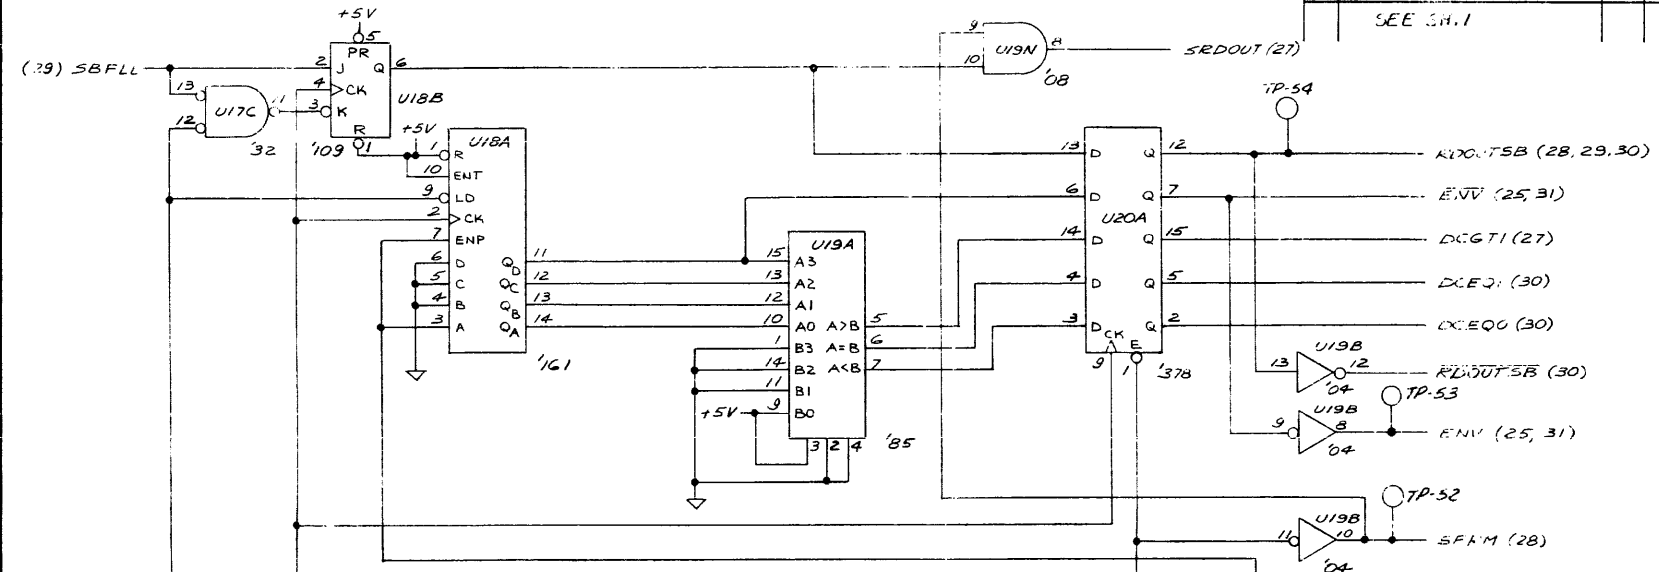 SEE SH.1
+5V
5
PR
SBFLL
2 J Q 6
4 CK
3 K
R
1
U18B
'109
13
12
U17C
11
'32
+5V
U18A
1 R
10 ENT
9 LD
2 CK
7 ENP
6 D QD 11
5 C QC 12
4 B QB 13
3 A QA 14
'161
U19A
15 A3
13 A2
12 A1
10 A0 A>B 5
1 B3 A=B 6
14 B2 A<B 7
11 B1
+5V 9 B0
3 2 4
'85
9
10
U19N
8
'08
SRDOUT (27)
TP-54
U20A
13 D Q 12
6 D Q 7
14 D Q 15
4 D Q 5
3 D Q 2
CK E
9 1
'378
RDOUTSB (28, 29, 30)
ENV (25, 31)
DCGT1 (27)
DCEQ1 (30)
DCEQ0 (30)
U19B
13 12
'04
RDOUTSB (30)
TP-53
U19B
9 8
'04
ENV (25, 31)
TP-52
U19B
11 10
'04
(28)